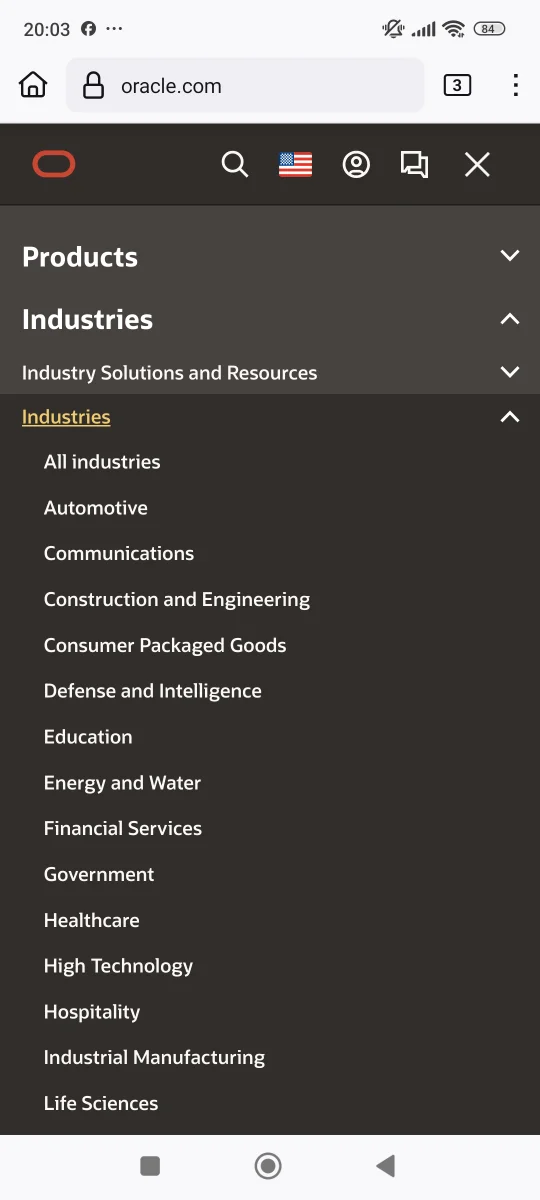 20:03
84
oracle.com
3
Products
Industries
Industry Solutions and Resources
Industries
All industries
Automotive
Communications
Construction and Engineering
Consumer Packaged Goods
Defense and Intelligence
Education
Energy and Water
Financial Services
Government
Healthcare
High Technology
Hospitality
Industrial Manufacturing
Life Sciences